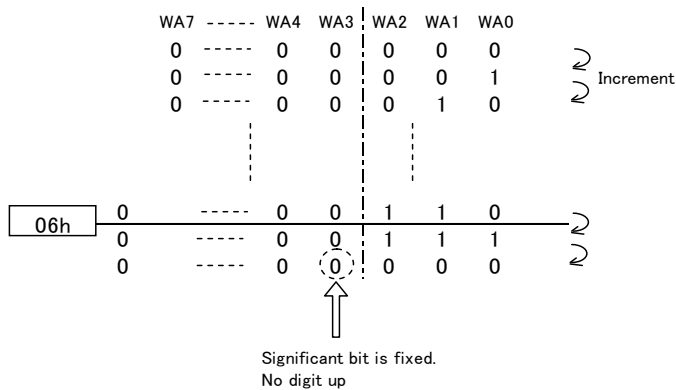 WA7 ----- WA4 WA3 WA2 WA1 WA0
0 ----- 0 0 0 0 0
0 ----- 0 0 0 0 1
Increment
0 ----- 0 0 0 1 0
0 ----- 0 0 1 1 0
06h
0 ----- 0 0 1 1 1
0 ----- 0 0 0 0 0
Significant bit is fixed.
No digit up